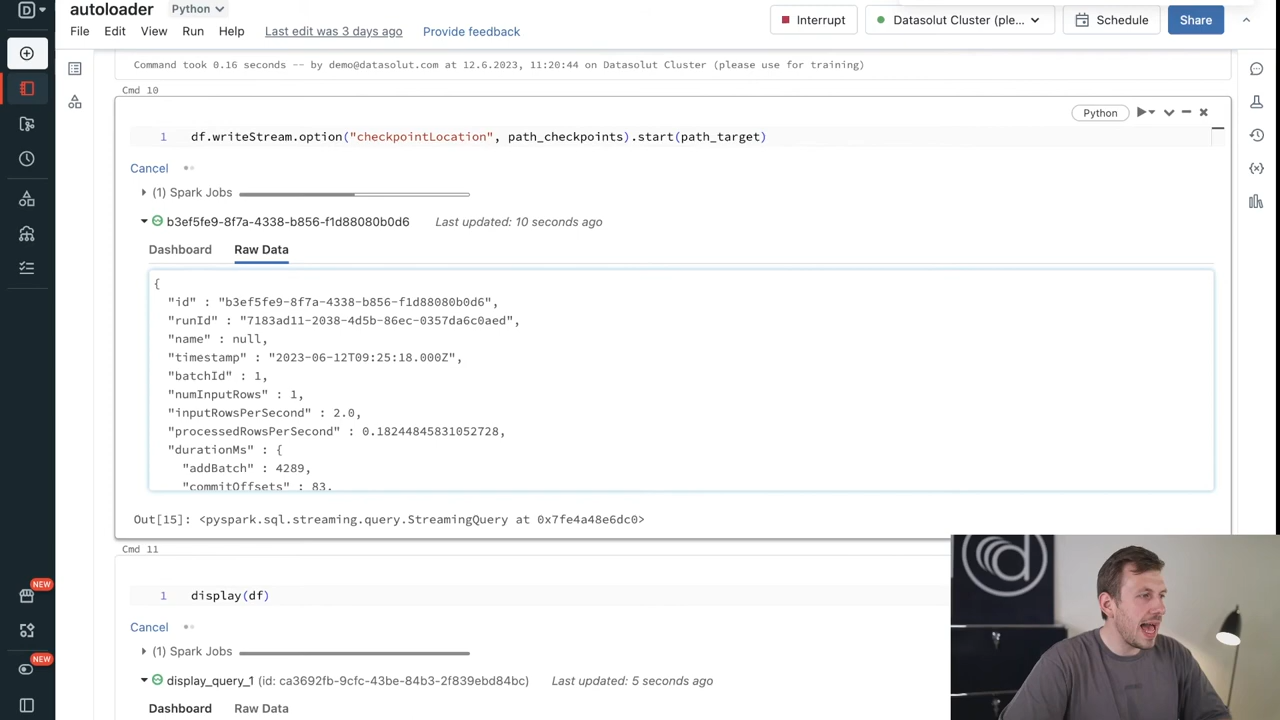 autoloader
Python
Interrupt
Datasolut Cluster (ple...
Schedule
Share
File
Edit
View
Run
Help
Last edit was 3 days ago
Provide feedback
Command took 0.16 seconds -- by demo@datasolut.com at 12.6.2023, 11:20:44 on Datasolut Cluster (please use for training)
Cmd 10
Python
1 df.writeStream.option("checkpointLocation", path_checkpoints).start(path_target)
Cancel
(1) Spark Jobs
b3ef5fe9-8f7a-4338-b856-f1d88080b0d6 Last updated: 10 seconds ago
Dashboard Raw Data
{
"id" : "b3ef5fe9-8f7a-4338-b856-f1d88080b0d6",
"runId" : "7183ad11-2038-4d5b-86ec-0357da6c0aed",
"name" : null,
"timestamp" : "2023-06-12T09:25:18.000Z",
"batchId" : 1,
"numInputRows" : 1,
"inputRowsPerSecond" : 2.0,
"processedRowsPerSecond" : 0.18244845831052728,
"durationMs" : {
"addBatch" : 4289,
"commitOffsets" : 83,
Out[15]: <pyspark.sql.streaming.query.StreamingQuery at 0x7fe4a48e6dc0>
Cmd 11
1 display(df)
Cancel
(1) Spark Jobs
display_query_1 (id: ca3692fb-9cfc-43be-84b3-2f839ebd84bc) Last updated: 5 seconds ago
Dashboard Raw Data
D
NEW
NEW